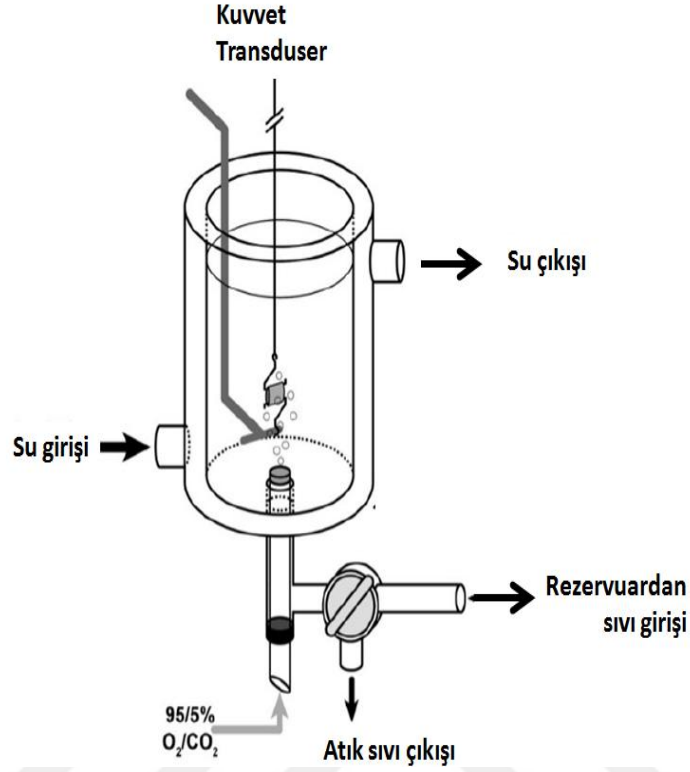 Kuvvet
Transduser
Su çıkışı
Su girişi
Rezervuardan
sıvı girişi
95/5%
O₂/CO₂
Atık sıvı çıkışı